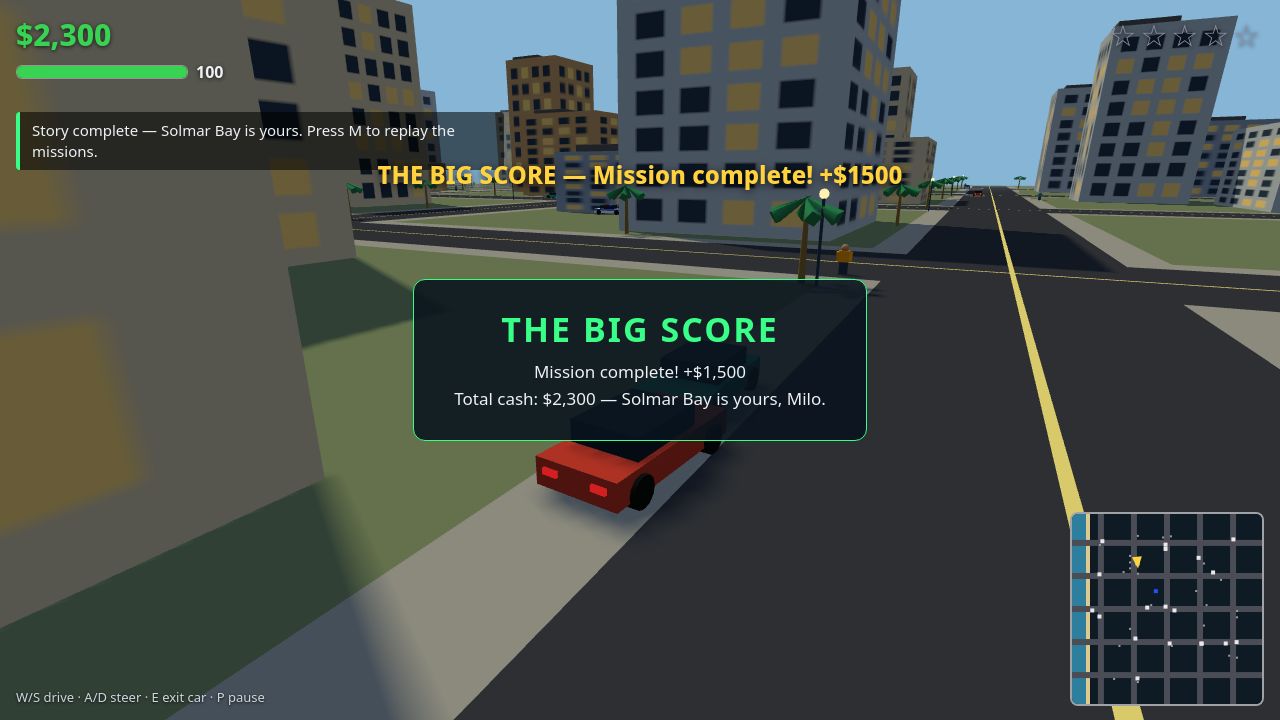 $2,300
100
Story complete — Solmar Bay is yours. Press M to replay the
missions.
THE BIG SCORE — Mission complete! +$1500
THE BIG SCORE
Mission complete! +$1,500
Total cash: $2,300 — Solmar Bay is yours, Milo.
W/S drive · A/D steer · E exit car · P pause